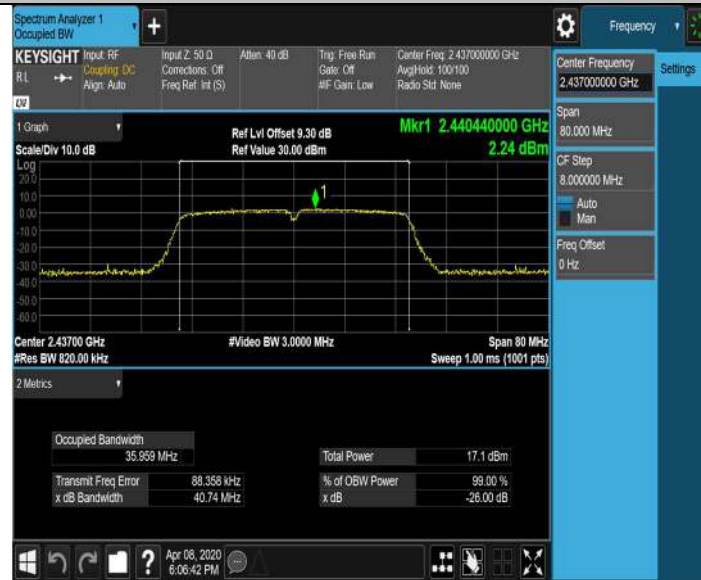 Spectrum Analyzer 1
Occupied BW
Frequency
KEYSIGHT
Input: RF
Coupling: DC
Align: Auto
Input Z: 50 Ω
Corrections: Off
Freq Ref: Int (S)
Atten: 40 dB
Trig: Free Run
Gate: Off
#IF Gain: Low
Center Freq: 2.437000000 GHz
Avg|Hold: 100/100
Radio Std: None
R L
Center Frequency
2.437000000 GHz
Settings
Span
80.000 MHz
CF Step
8.000000 MHz
Auto
Man
Freq Offset
0 Hz
1 Graph
Scale/Div 10.0 dB
Ref Lvl Offset 9.30 dB
Ref Value 30.00 dBm
Mkr1 2.440440000 GHz
2.24 dBm
Log
20.0
10.0
0.00
-10.0
-20.0
-30.0
-40.0
-50.0
-60.0
1
Center 2.43700 GHz
#Res BW 820.00 kHz
#Video BW 3.0000 MHz
Span 80 MHz
Sweep 1.00 ms (1001 pts)
2 Metrics
Occupied Bandwidth
35.959 MHz
Transmit Freq Error 88.358 kHz
x dB Bandwidth 40.74 MHz
Total Power 17.1 dBm
% of OBW Power 99.00 %
x dB -26.00 dB
?
Apr 08, 2020
6:06:42 PM